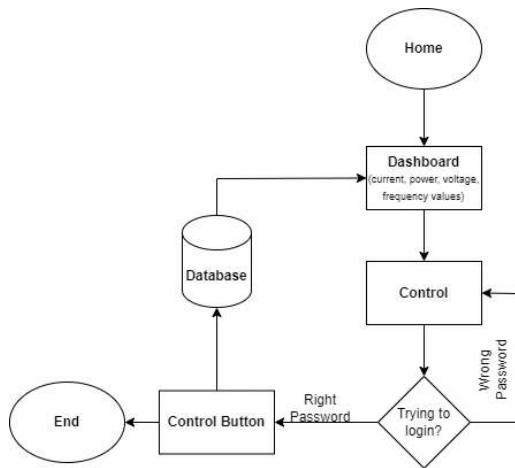 Home
Dashboard
(current, power, voltage,
frequency values)
Database
Control
Wrong
Password
Right
Password
Trying to
login?
Control Button
End